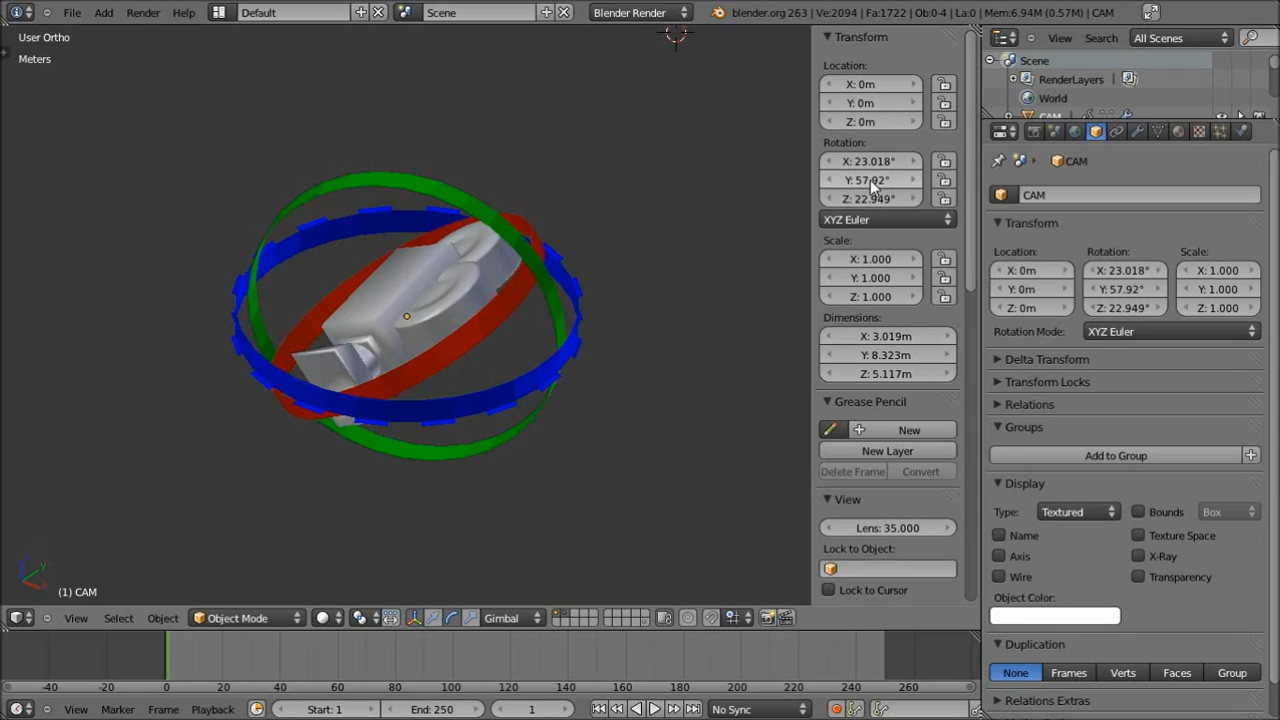 File Add Render Help Default Scene Blender Render blender.org 263 | Ve:2094 | Fa:1722 | Ob:0-4 | La:0 | Mem:6.94M (0.57M) | CAM
User Ortho
Meters
(1) CAM
Transform
Location:
X: 0m
Y: 0m
Z: 0m
Rotation:
X: 23.018°
Y: 57.92°
Z: 22.949°
XYZ Euler
Scale:
X: 1.000
Y: 1.000
Z: 1.000
Dimensions:
X: 3.019m
Y: 8.323m
Z: 5.117m
Grease Pencil
New
New Layer
Delete Frame Convert
View
Lens: 35.000
Lock to Object:
Lock to Cursor
View Search All Scenes
Scene
RenderLayers
World
CAM
CAM
CAM
Transform
Location: Rotation: Scale:
X: 0m X: 23.018° X: 1.000
Y: 0m Y: 57.92° Y: 1.000
Z: 0m Z: 22.949° Z: 1.000
Rotation Mode: XYZ Euler
Delta Transform
Transform Locks
Relations
Groups
Add to Group
Display
Type: Textured Bounds Box
Name Texture Space
Axis X-Ray
Wire Transparency
Object Color:
Duplication
None Frames Verts Faces Group
Relations Extras
View Select Object Object Mode Gimbal
-40 -20 0 20 40 60 80 100 120 140 160 180 200 220 240 260
View Marker Frame Playback Start: 1 End: 250 1 No Sync